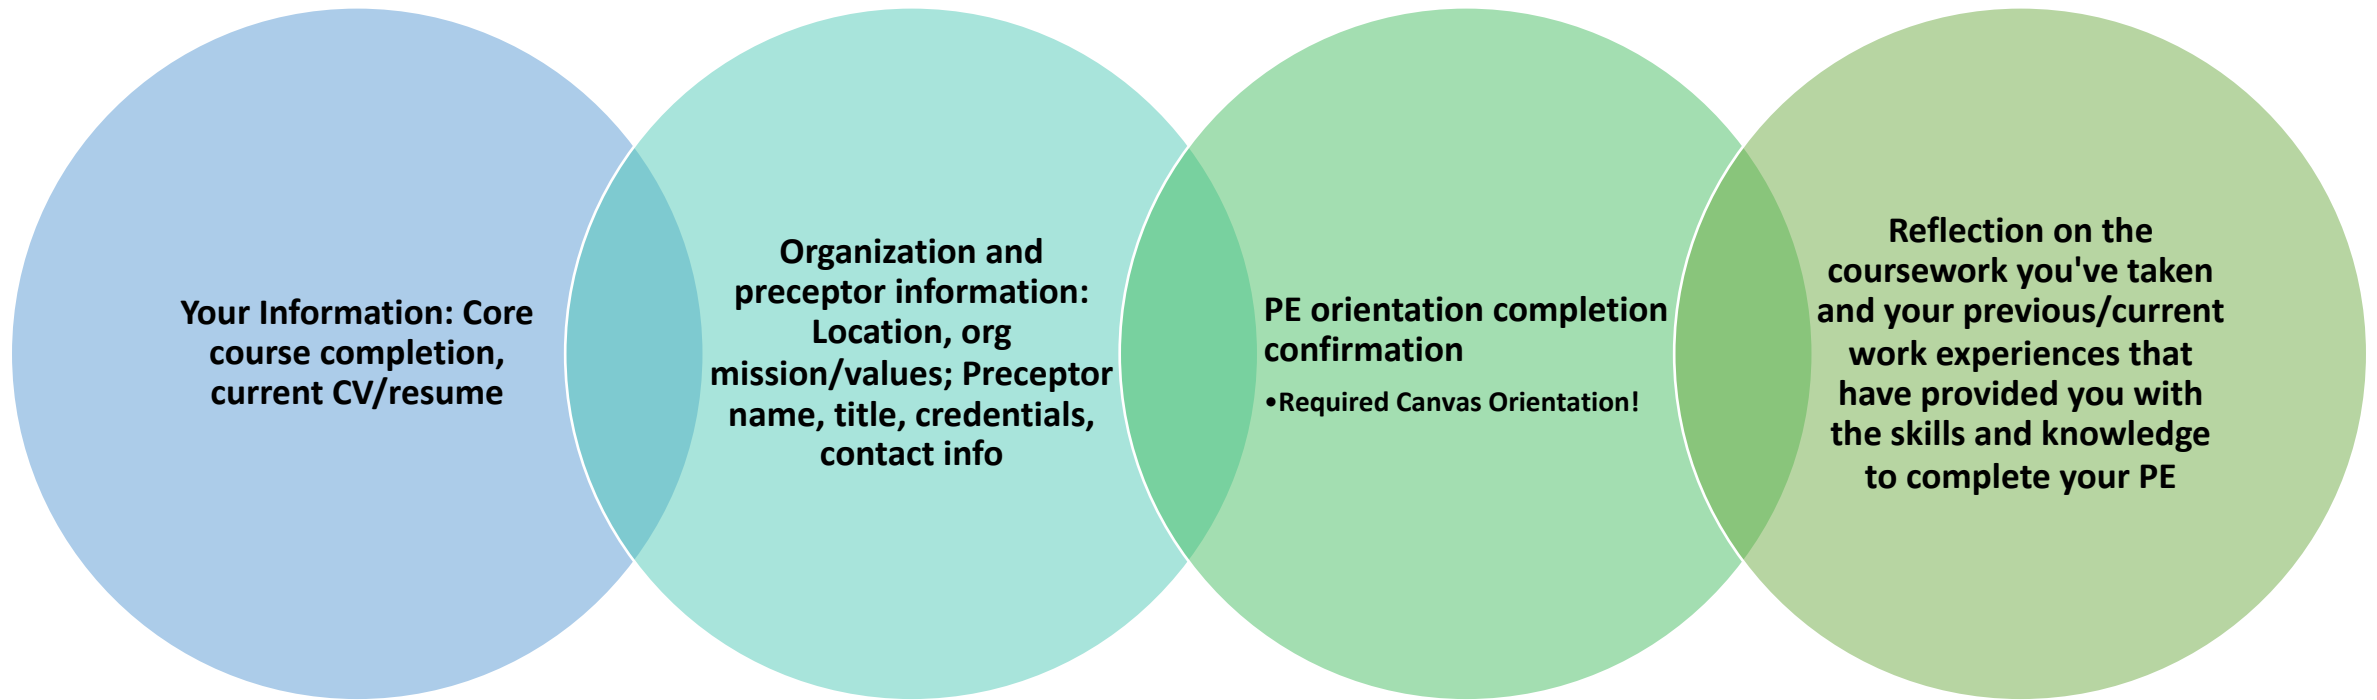 Your Information: Core
course completion,
current CV/resume
Organization and
preceptor information:
Location, org
mission/values; Preceptor
name, title, credentials,
contact info
PE orientation completion
confirmation
•Required Canvas Orientation!
Reflection on the
coursework you've taken
and your previous/current
work experiences that
have provided you with
the skills and knowledge
to complete your PE